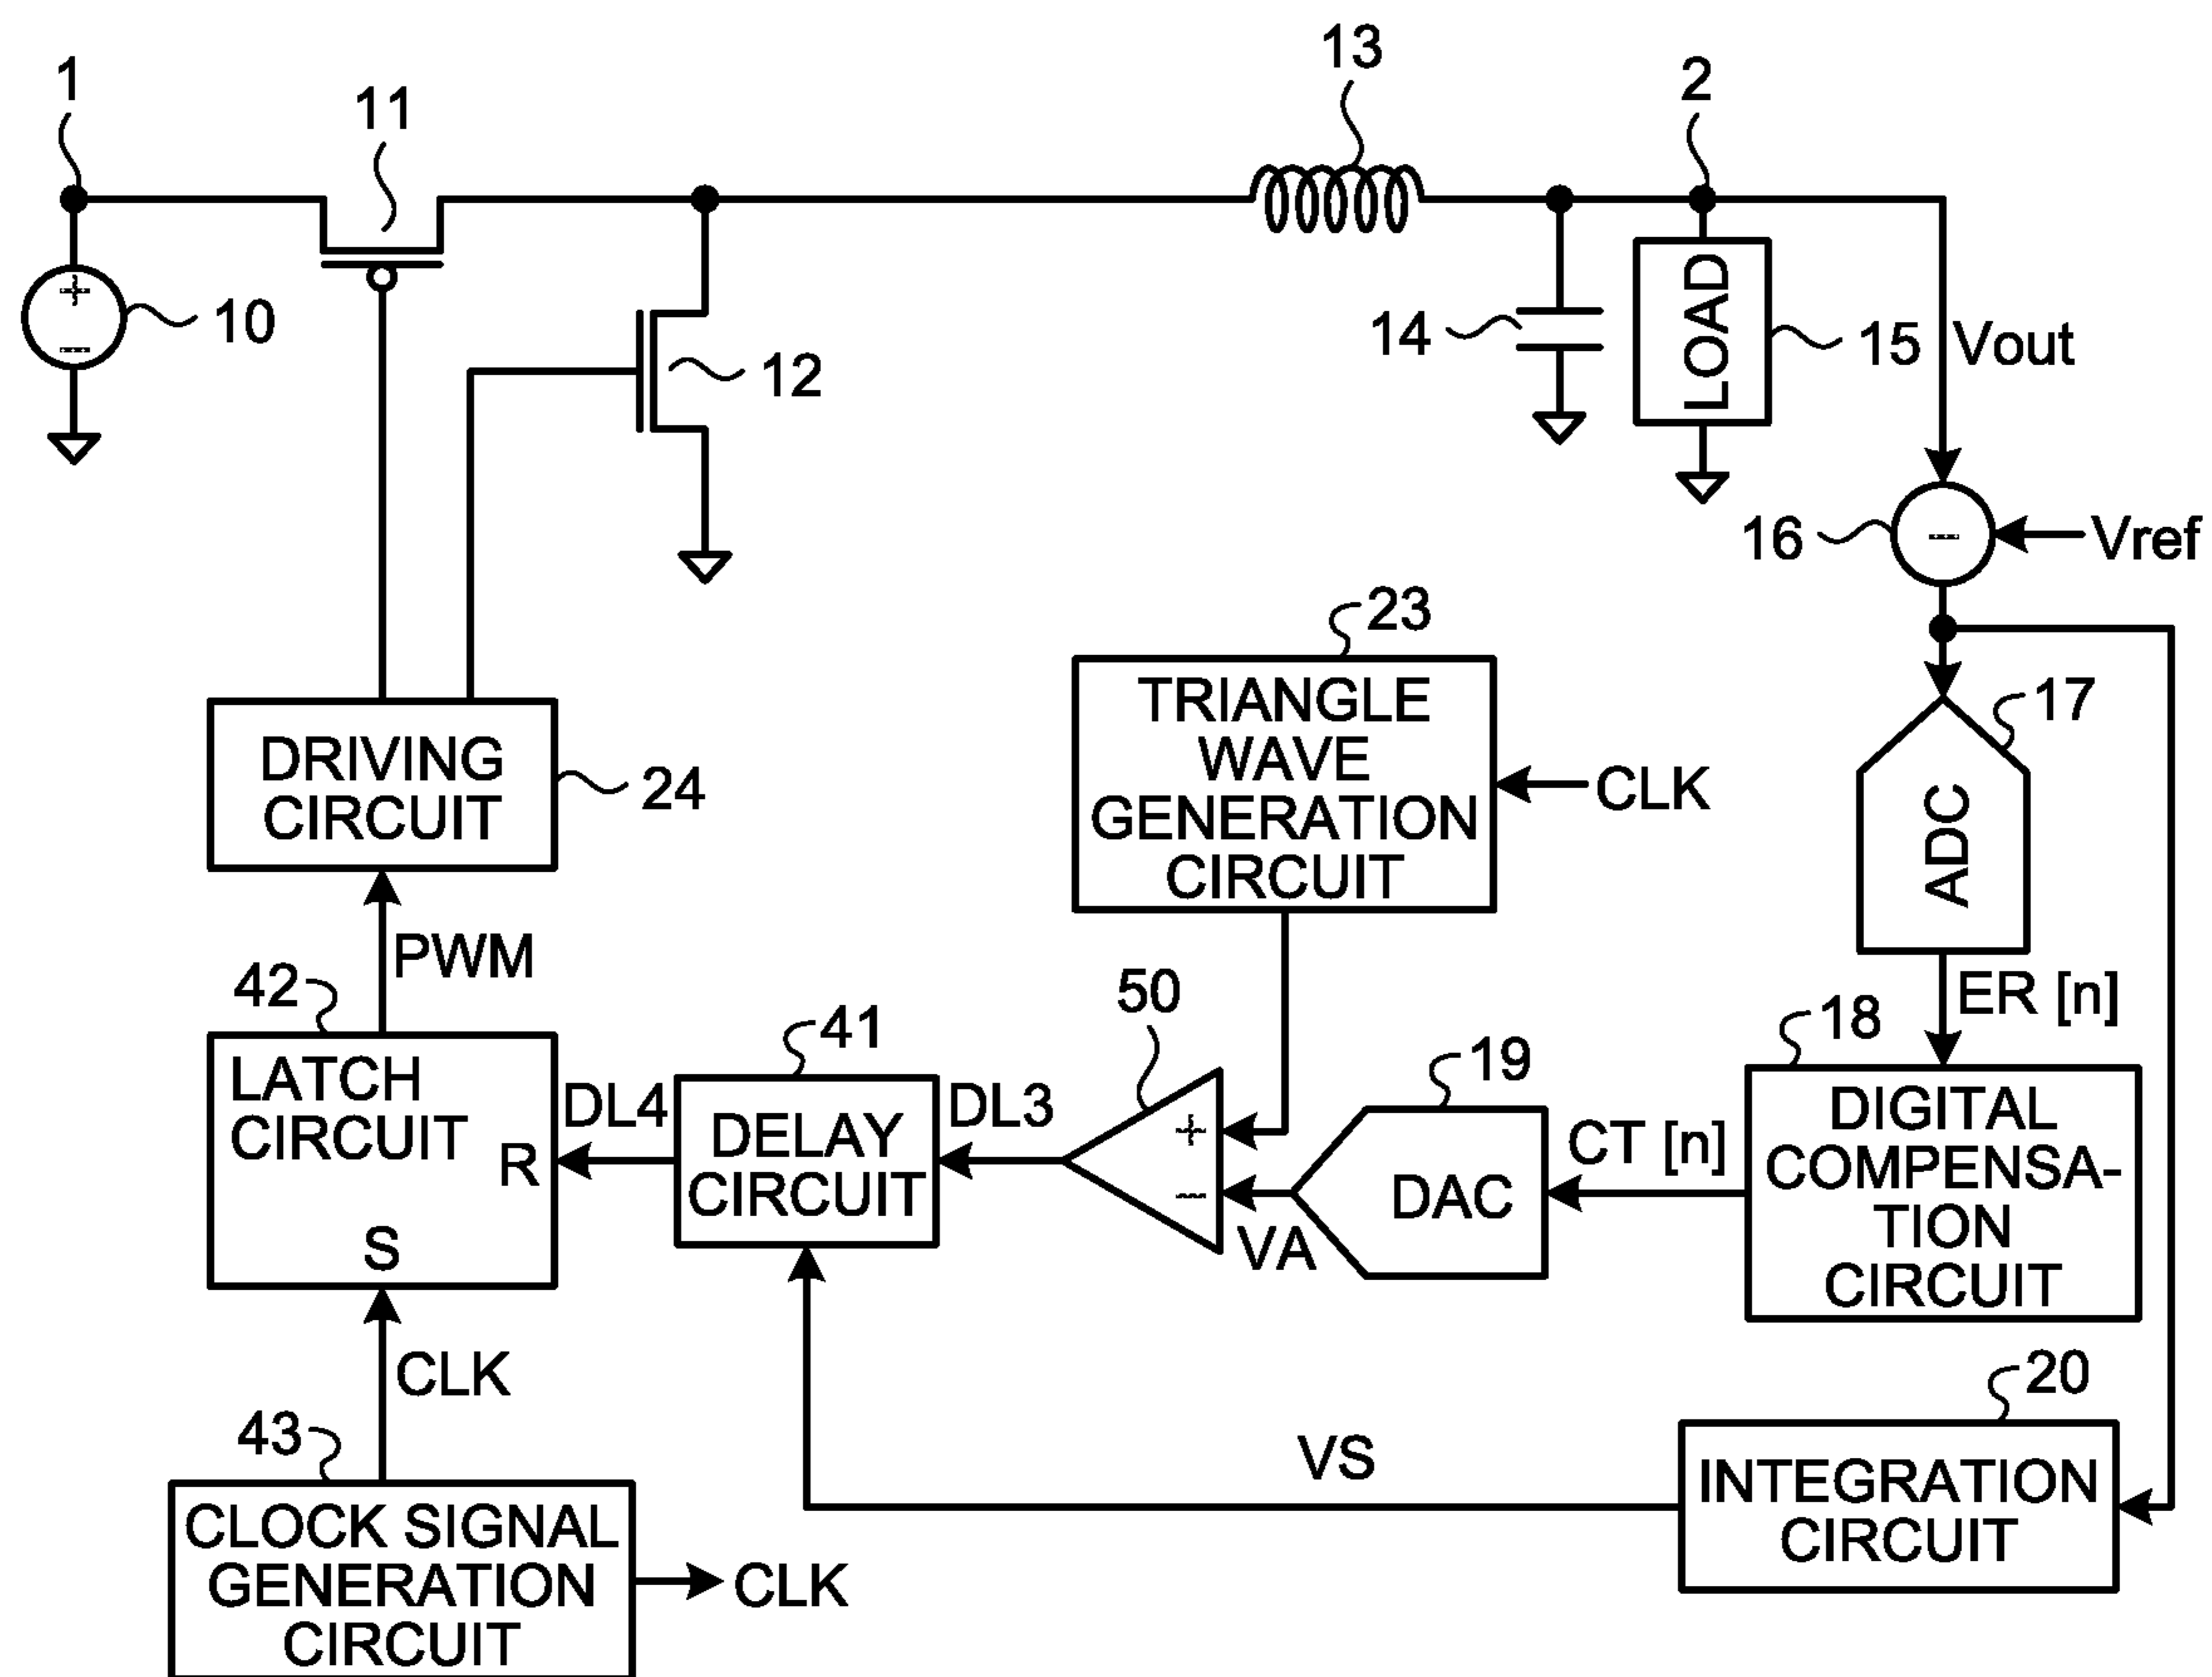 1
11
13
2
10
12
14
LOAD
15
Vout
16
Vref
23
TRIANGLE
WAVE
GENERATION
CIRCUIT
CLK
17
ADC
DRIVING
CIRCUIT
24
PWM
42
LATCH
CIRCUIT
R
S
DL4
41
DELAY
CIRCUIT
DL3
50
+
−
VA
19
DAC
CT [n]
ER [n]
18
DIGITAL
COMPENSA-
TION
CIRCUIT
CLK
43
CLOCK SIGNAL
GENERATION
CIRCUIT
CLK
VS
20
INTEGRATION
CIRCUIT